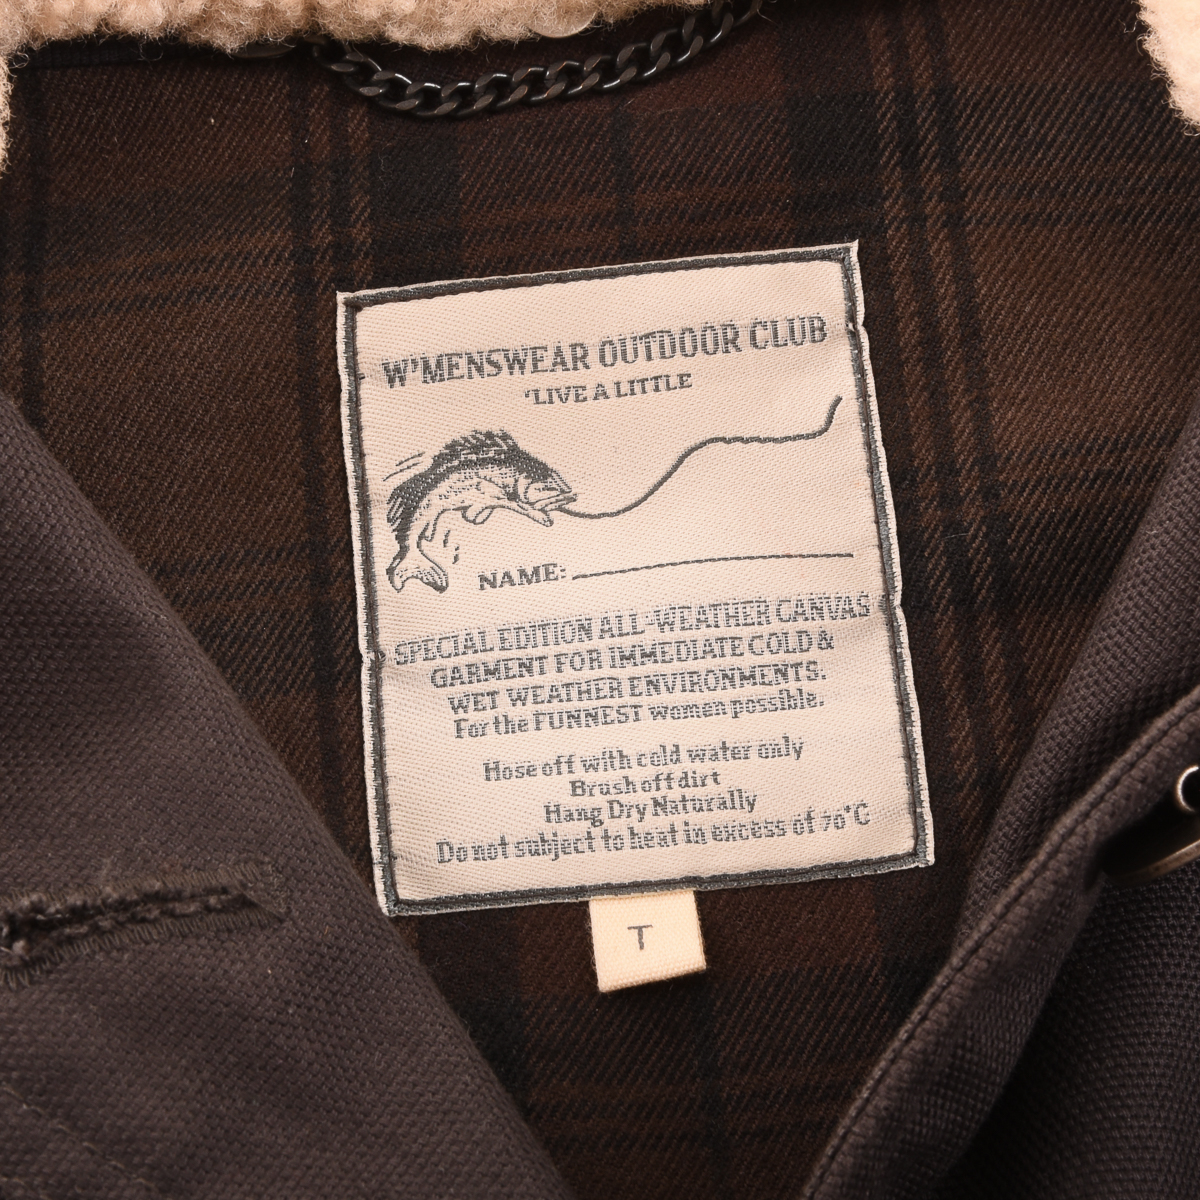 W'MENSWEAR OUTDOOR CLUB
'LIVE A LITTLE
NAME:
SPECIAL EDITION ALL-WEATHER CANVAS
GARMENT FOR IMMEDIATE COLD &
WET WEATHER ENVIRONMENTS.
For the FUNNEST women possible.
Hose off with cold water only
Brush off dirt
Hang Dry Naturally
Do not subject to heat in excess of 70°C
T